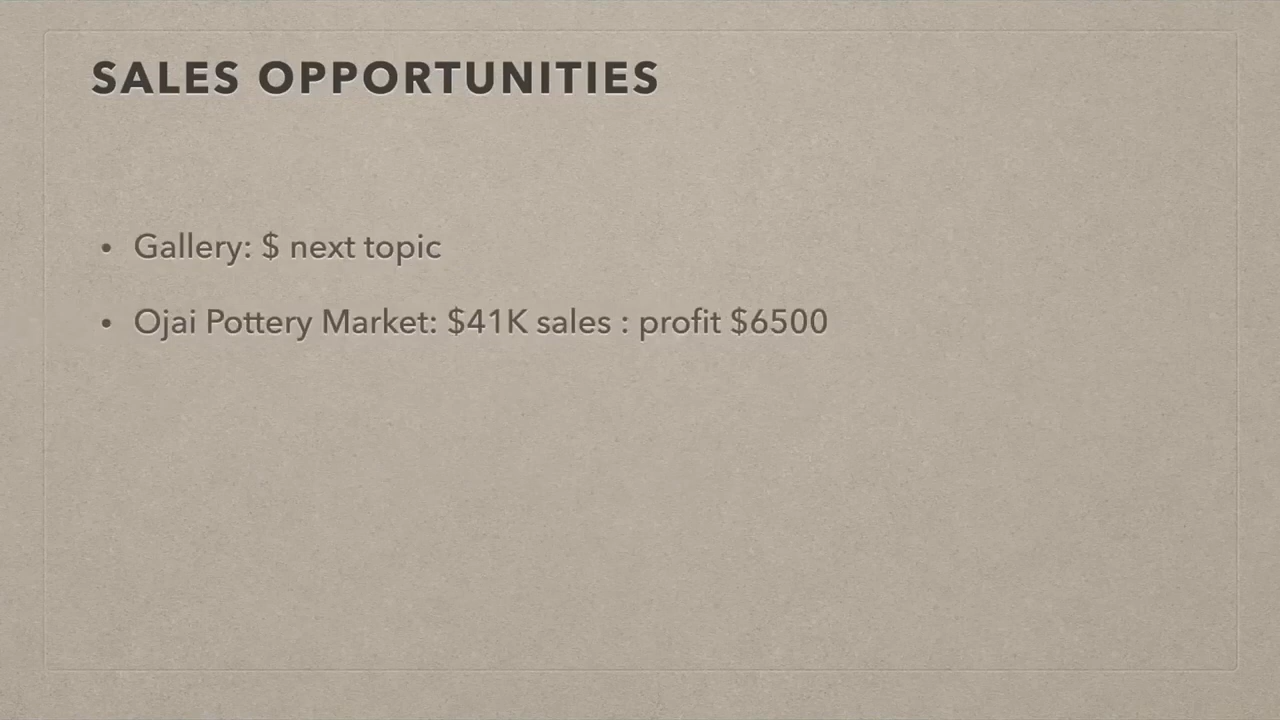 SALES OPPORTUNITIES
• Gallery: $ next topic
• Ojai Pottery Market: $41K sales : profit $6500